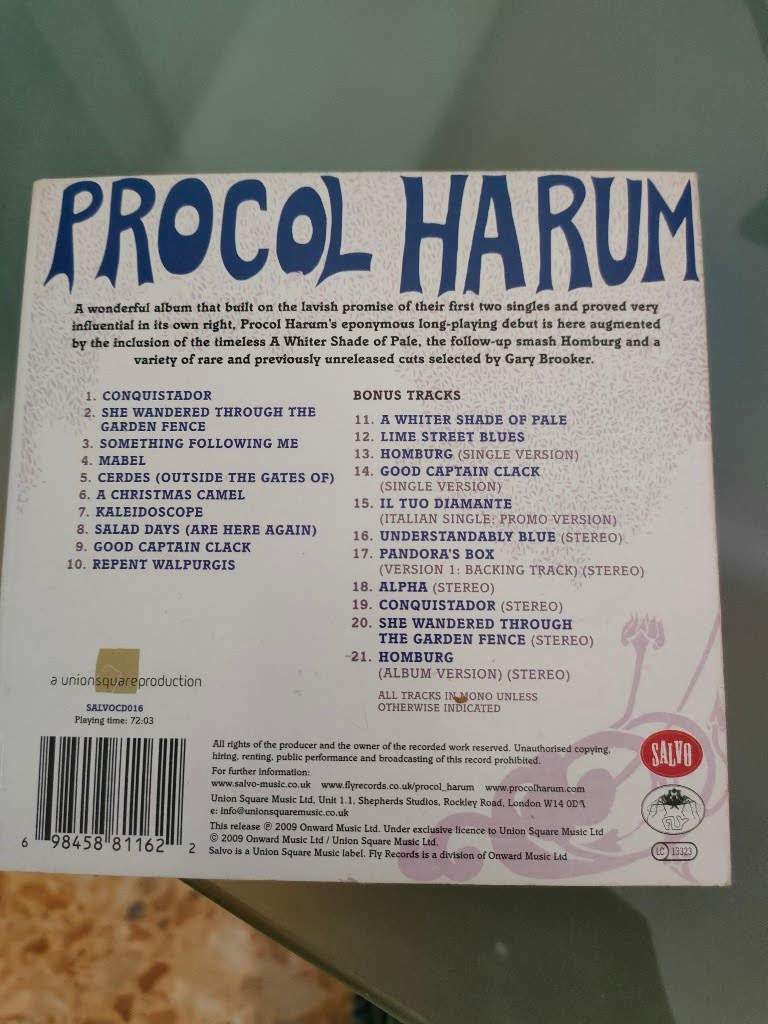 PROCOL HARUM
A wonderful album that built on the lavish promise of their first two singles and proved very
influential in its own right, Procol Harum's eponymous long-playing debut is here augmented
by the inclusion of the timeless A Whiter Shade of Pale, the follow-up smash Homburg and a
variety of rare and previously unreleased cuts selected by Gary Brooker.
1. CONQUISTADOR
2. SHE WANDERED THROUGH THE
GARDEN FENCE
3. SOMETHING FOLLOWING ME
4. MABEL
5. CERDES (OUTSIDE THE GATES OF)
6. A CHRISTMAS CAMEL
7. KALEIDOSCOPE
8. SALAD DAYS (ARE HERE AGAIN)
9. GOOD CAPTAIN CLACK
10. REPENT WALPURGIS
BONUS TRACKS
11. A WHITER SHADE OF PALE
12. LIME STREET BLUES
13. HOMBURG (SINGLE VERSION)
14. GOOD CAPTAIN CLACK
(SINGLE VERSION)
15. IL TUO DIAMANTE
(ITALIAN SINGLE; PROMO VERSION)
16. UNDERSTANDABLY BLUE (STEREO)
17. PANDORA'S BOX
(VERSION 1: BACKING TRACK) (STEREO)
18. ALPHA (STEREO)
19. CONQUISTADOR (STEREO)
20. SHE WANDERED THROUGH
THE GARDEN FENCE (STEREO)
21. HOMBURG
(ALBUM VERSION) (STEREO)
ALL TRACKS IN MONO UNLESS
OTHERWISE INDICATED
a unionsquareproduction
SALVOCD016
Playing time: 72:03
6 98458 81162 2
All rights of the producer and the owner of the recorded work reserved. Unauthorised copying,
hiring, renting, public performance and broadcasting of this record prohibited.
For further information:
www.salvo-music.co.uk www.flyrecords.co.uk/procol_harum www.procolharum.com
Union Square Music Ltd, Unit 1.1, Shepherds Studios, Rockley Road, London W14 0DA
e: info@unionsquaremusic.co.uk
This release ℗ 2009 Onward Music Ltd. Under exclusive licence to Union Square Music Ltd
© 2009 Onward Music Ltd / Union Square Music Ltd.
Salvo is a Union Square Music label. Fly Records is a division of Onward Music Ltd
SALVO
FLY
LC 13323